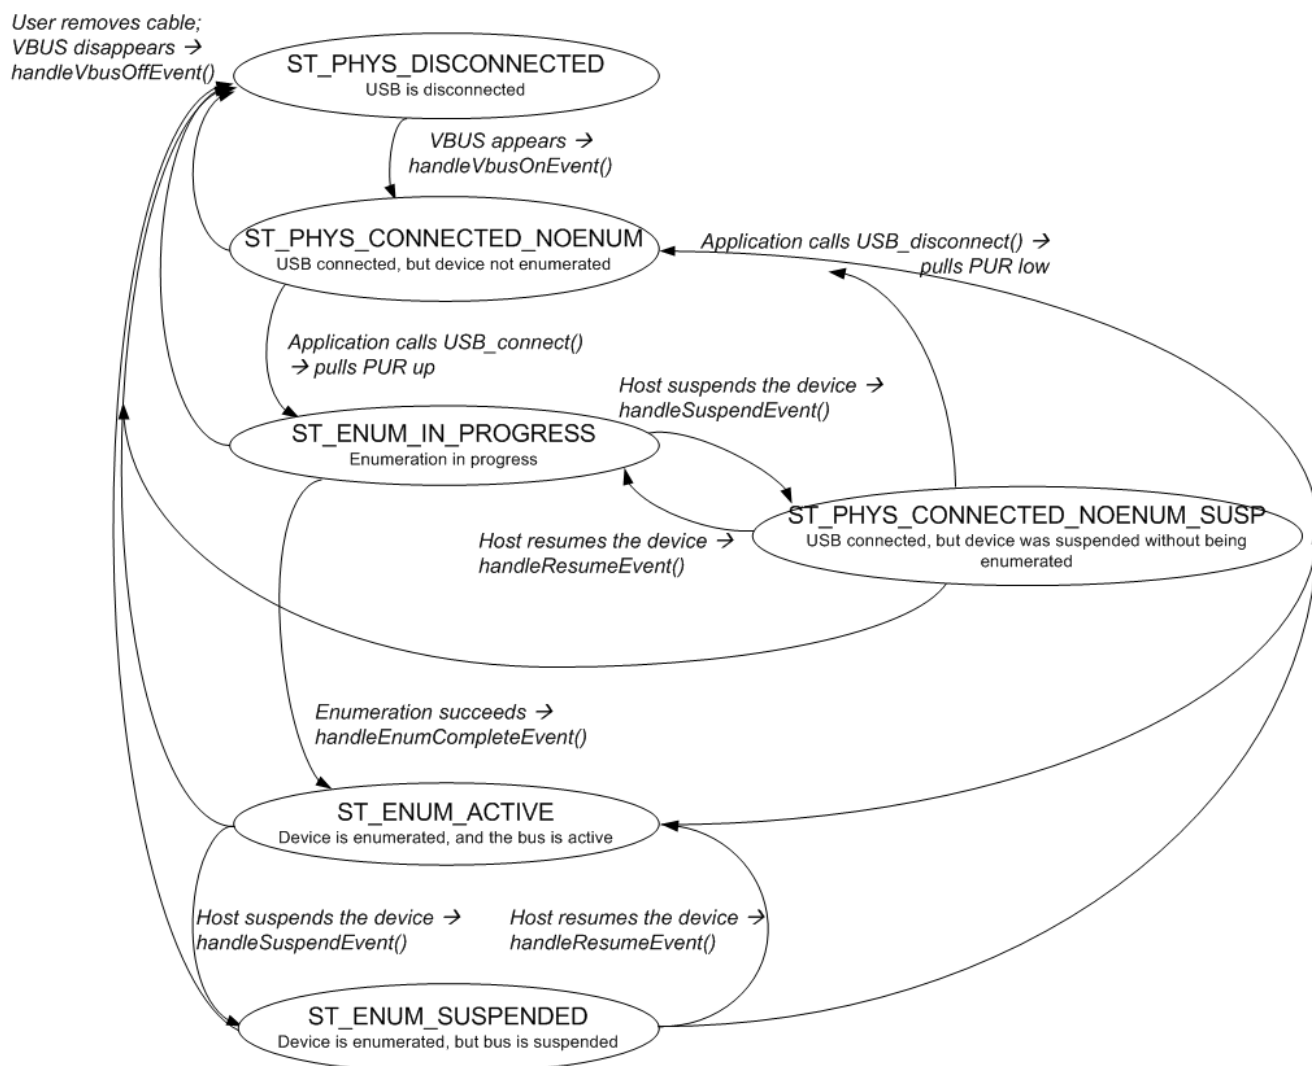 User removes cable;
VBUS disappears →
handleVbusOffEvent()
ST_PHYS_DISCONNECTED
USB is disconnected
VBUS appears →
handleVbusOnEvent()
ST_PHYS_CONNECTED_NOENUM
USB connected, but device not enumerated
Application calls USB_disconnect() →
pulls PUR low
Application calls USB_connect()
→ pulls PUR up
Host suspends the device →
handleSuspendEvent()
ST_ENUM_IN_PROGRESS
Enumeration in progress
ST_PHYS_CONNECTED_NOENUM_SUSP
USB connected, but device was suspended without being
enumerated
Host resumes the device →
handleResumeEvent()
Enumeration succeeds →
handleEnumCompleteEvent()
ST_ENUM_ACTIVE
Device is enumerated, and the bus is active
Host suspends the device →
handleSuspendEvent()
Host resumes the device →
handleResumeEvent()
ST_ENUM_SUSPENDED
Device is enumerated, but bus is suspended